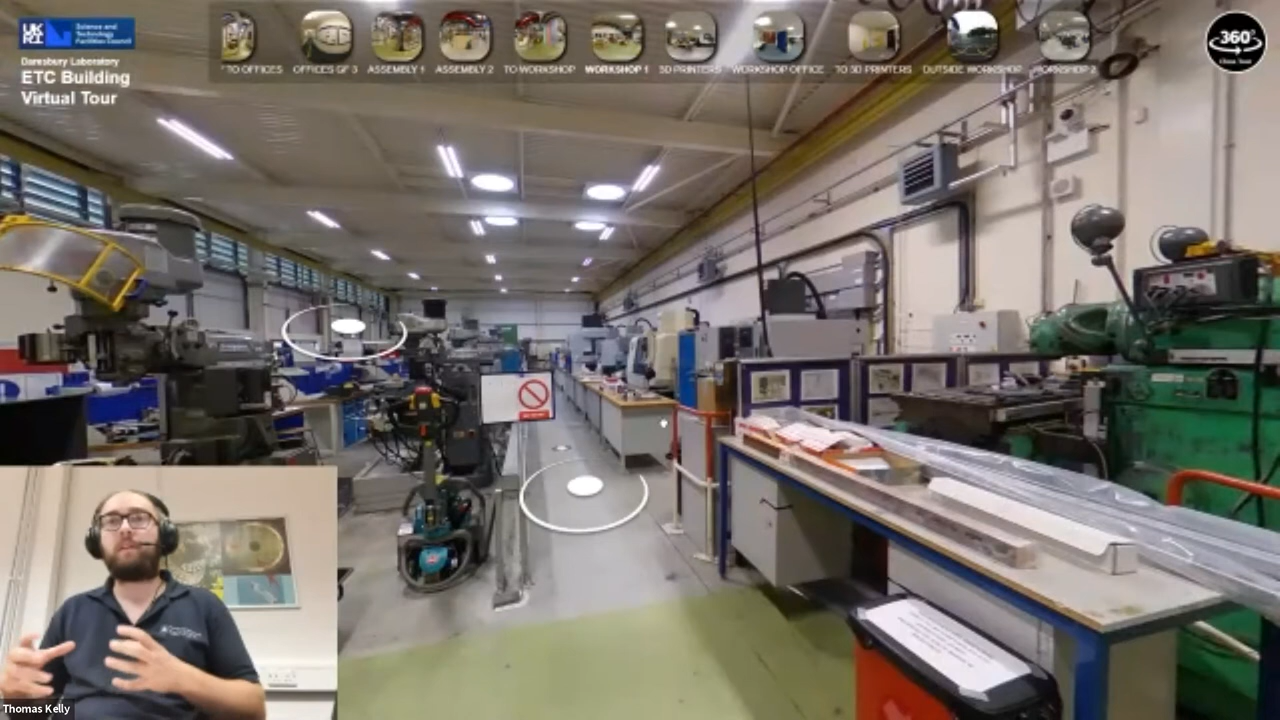 UK
RI
Science and
Technology
Facilities Council
Daresbury Laboratory
ETC Building
Virtual Tour
TO OFFICES
OFFICES GF 3
ASSEMBLY 1
ASSEMBLY 2
TO WORKSHOP
WORKSHOP 1
3D PRINTERS
WORKSHOP OFFICE
TO 3D PRINTERS
OUTSIDE WORKSHOP
WORKSHOP 2
360°
Thomas Kelly